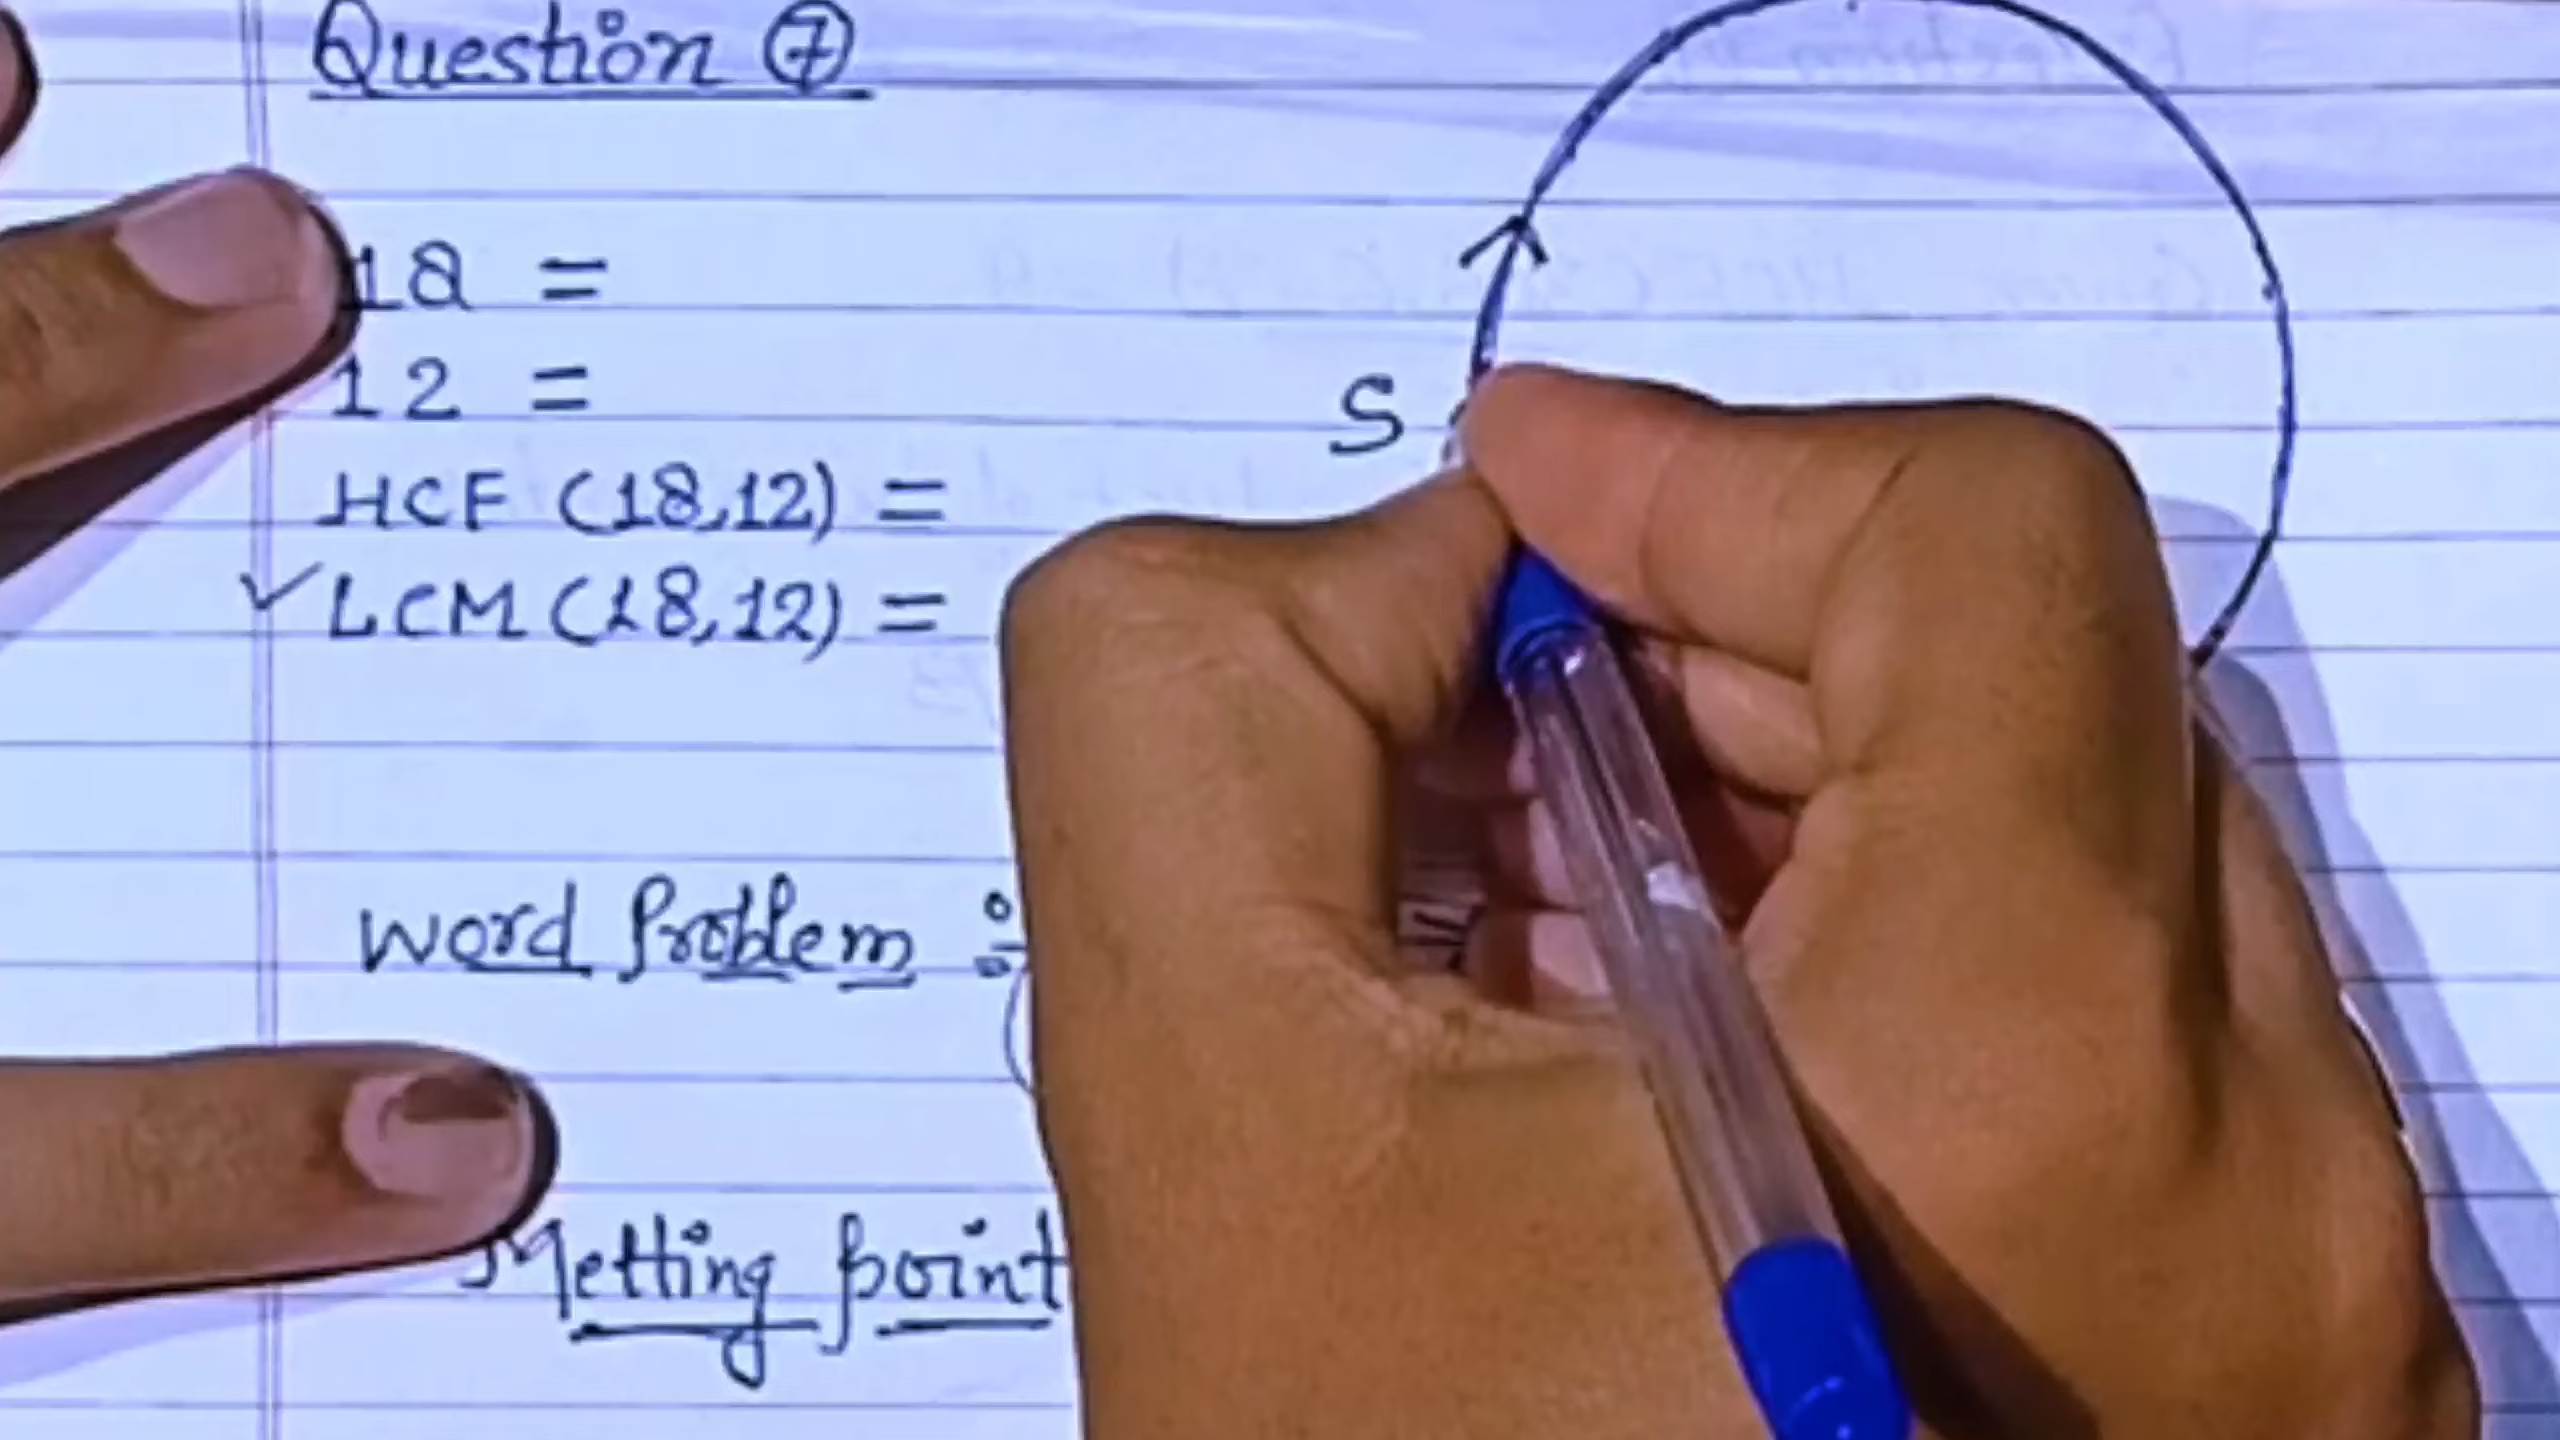 Question ⑦
18 =
12 =
S
HCF (18,12) =
✓ LCM (18,12) =
Word Problem :
Metting point